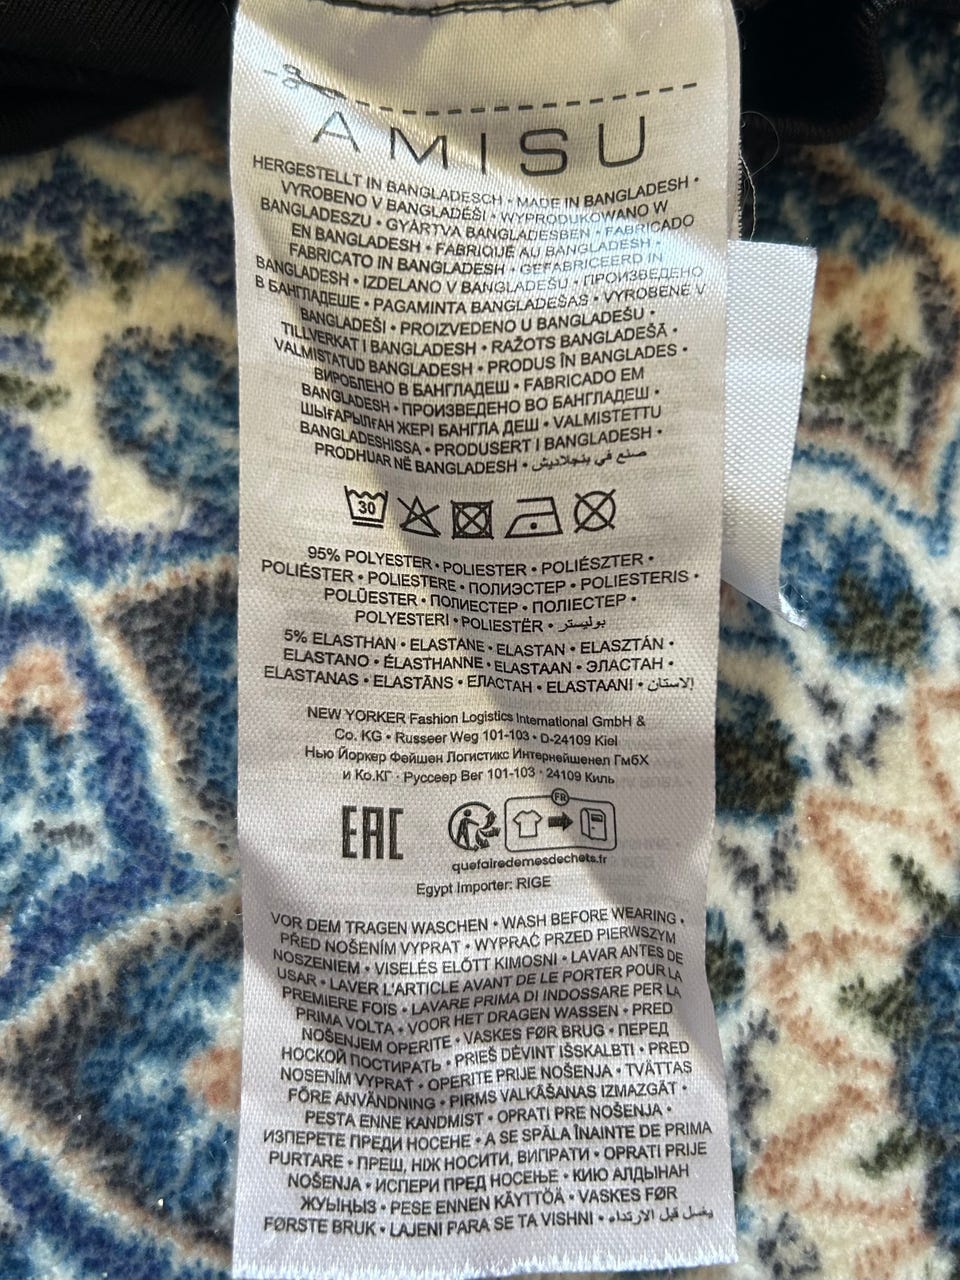 AMISU
HERGESTELLT IN BANGLADESCH • MADE IN BANGLADESH •
VYROBENO V BANGLADÉŠI • WYPRODUKOWANO W
BANGLADESZU • GYÁRTVA BANGLADESBEN • FABRICADO
EN BANGLADESH • FABRIQUÉ AU BANGLADESH •
FABRICATO IN BANGLADESH • GEFABRICEERD IN
BANGLADESH • IZDELANO V BANGLADEŠU • ПРОИЗВЕДЕНО
В БАНГЛАДЕШЕ • PAGAMINTA BANGLADEŠAS • VYROBENÉ V
BANGLADEŠI • PROIZVEDENO U BANGLADEŠU •
TILLVERKAT I BANGLADESH • RAŽOTS BANGLADEŠĀ •
VALMISTATUD BANGLADESH • PRODUS ÎN BANGLADES •
ВИРОБЛЕНО В БАНГЛАДЕШ • FABRICADO EM
BANGLADESH • ПРОИЗВЕДЕНО ВО БАНГЛАДЕШ •
ШЫҒАРЫЛҒАН ЖЕРІ БАНГЛА ДЕШ • VALMISTETTU
BANGLADESHISSA • PRODUSERT I BANGLADESH •
PRODHUAR NË BANGLADESH • صنع في بنجلاديش
30
95% POLYESTER • POLIESTER • POLIÉSZTER •
POLIÉSTER • POLIESTERE • ПОЛИЭСТЕР • POLIESTERIS •
POLÜESTER • ПОЛИЕСТЕР • ПОЛІЕСТЕР •
POLYESTERI • POLIESTËR • بوليستر
5% ELASTHAN • ELASTANE • ELASTAN • ELASZTÁN •
ELASTANO • ÉLASTHANNE • ELASTAAN • ЭЛАСТАН •
ELASTANAS • ELASTĀNS • ЕЛАСТАН • ELASTAANI • الاستان
NEW YORKER Fashion Logistics International GmbH &
Co. KG • Russeer Weg 101-103 • D-24109 Kiel
Нью Йоркер Фейшен Логистикс Интернейшенел ГмбХ
и Ко.КГ • Руссеер Вег 101-103 • 24109 Киль
EAC
FR
quefairedemesdechets.fr
Egypt Importer: RIGE
VOR DEM TRAGEN WASCHEN • WASH BEFORE WEARING •
PŘED NOŠENÍM VYPRAT • WYPRAĆ PRZED PIERWSZYM
NOSZENIEM • VISELÉS ELŐTT KIMOSNI • LAVAR ANTES DE
USAR • LAVER L'ARTICLE AVANT DE LE PORTER POUR LA
PREMIERE FOIS • LAVARE PRIMA DI INDOSSARE PER LA
PRIMA VOLTA • VOOR HET DRAGEN WASSEN • PRED
NOŠENJEM OPERITE • VASKES FØR BRUG • ПЕРЕД
НОСКОЙ ПОСТИРАТЬ • PRIEŠ DĖVINT IŠSKALBTI • PRED
NOSENÍM VYPRAŤ • OPERITE PRIJE NOŠENJA • TVÄTTAS
FÖRE ANVÄNDNING • PIRMS VALKĀŠANAS IZMAZGĀT •
PESTA ENNE KANDMIST • OPRATI PRE NOŠENJA •
ИЗПЕРЕТЕ ПРЕДИ НОСЕНЕ • A SE SPĂLA ÎNAINTE DE PRIMA
PURTARE • ПРЕШ, НІЖ НОСИТИ, ВИПРАТИ • OPRATI PRIJE
NOŠENJA • ИСПЕРИ ПРЕД НОСЕЊЕ • КИЮ АЛДЫНАН
ЖУЫҢЫЗ • PESE ENNEN KÄYTTÖÄ • VASKES FØR
FØRSTE BRUK • LAJENI PARA SE TA VISHNI • يغسل قبل الارتداء